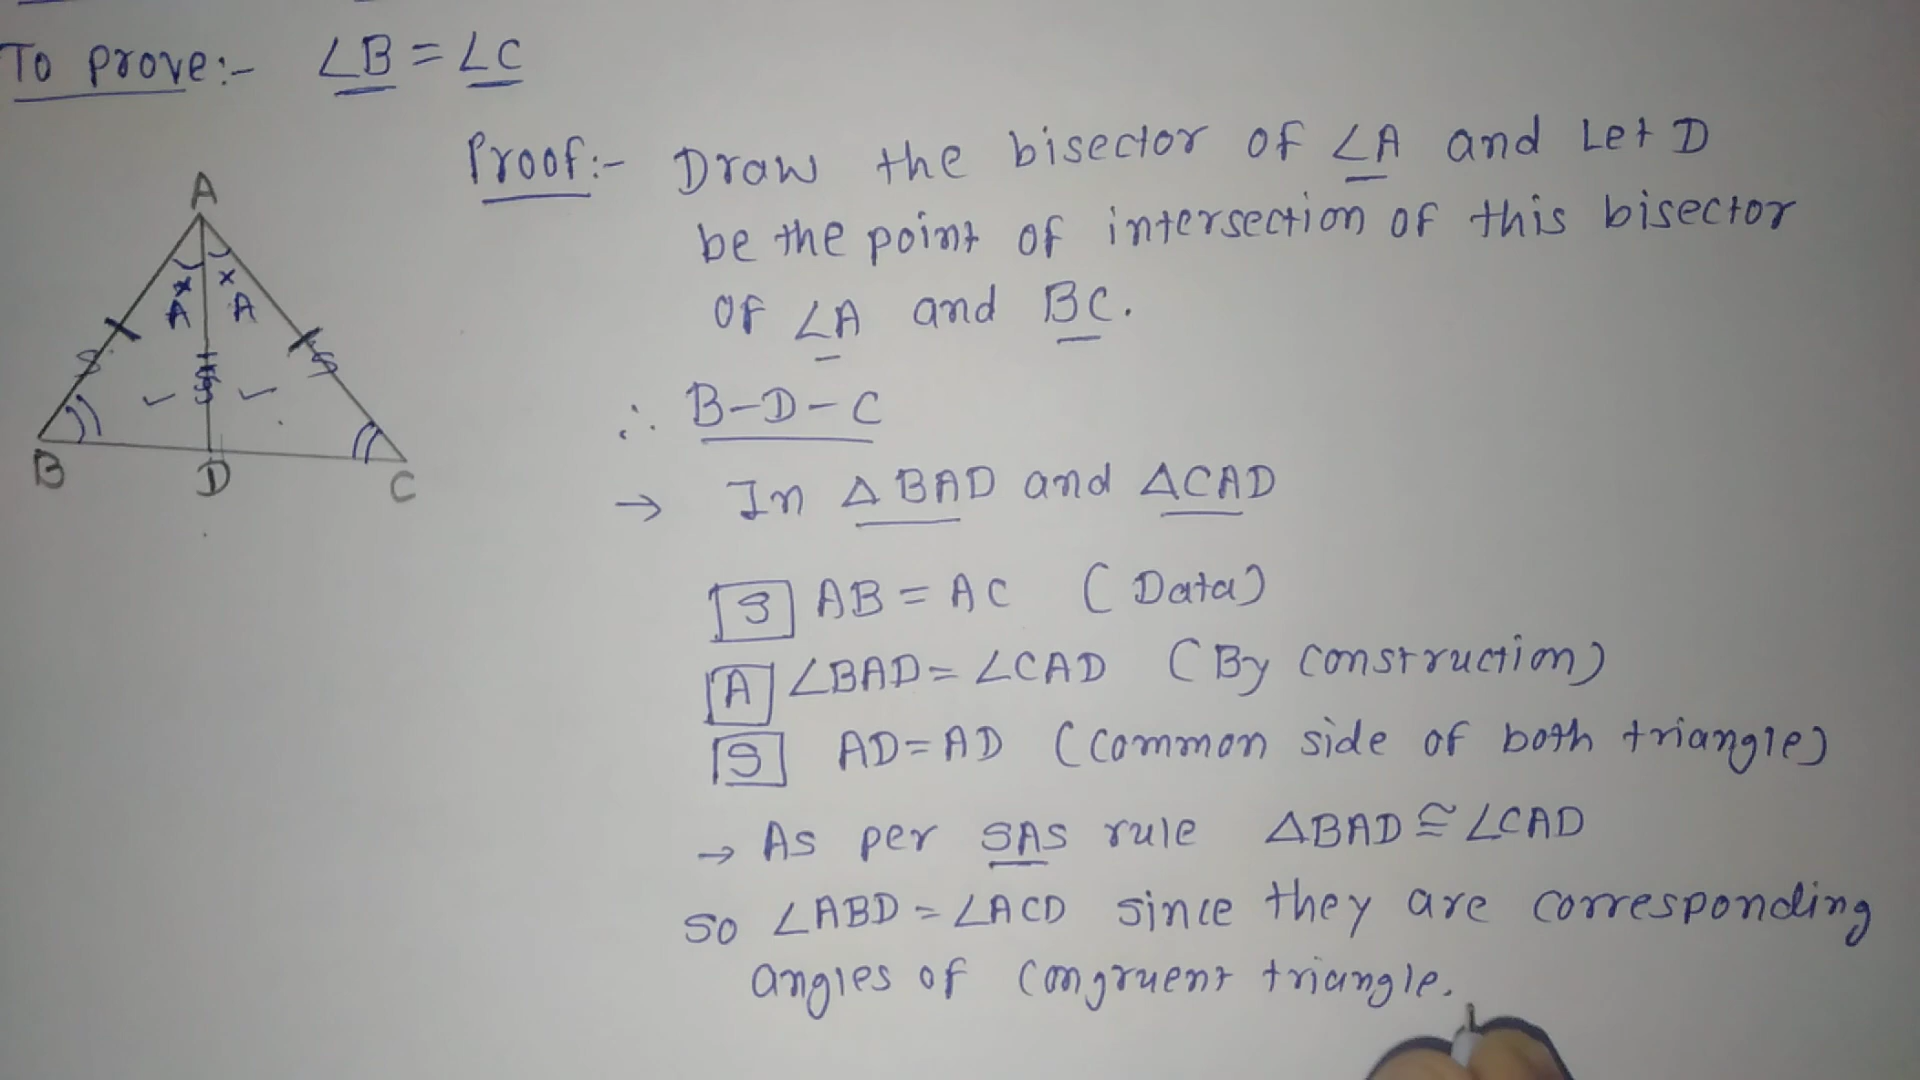 To prove:- ∠B = ∠C
Proof:- Draw the bisector of ∠A and Let D
be the point of intersection of this bisector
of ∠A and BC.
∴ B-D-C
→ In △BAD and △CAD
S AB = AC (Data)
A ∠BAD = ∠CAD (By construction)
S AD = AD (common side of both triangle)
→ As per SAS rule △BAD ≅ ∠CAD
So ∠ABD = ∠ACD since they are corresponding
angles of congruent triangle.
A
x x
A A
S S S
B D C